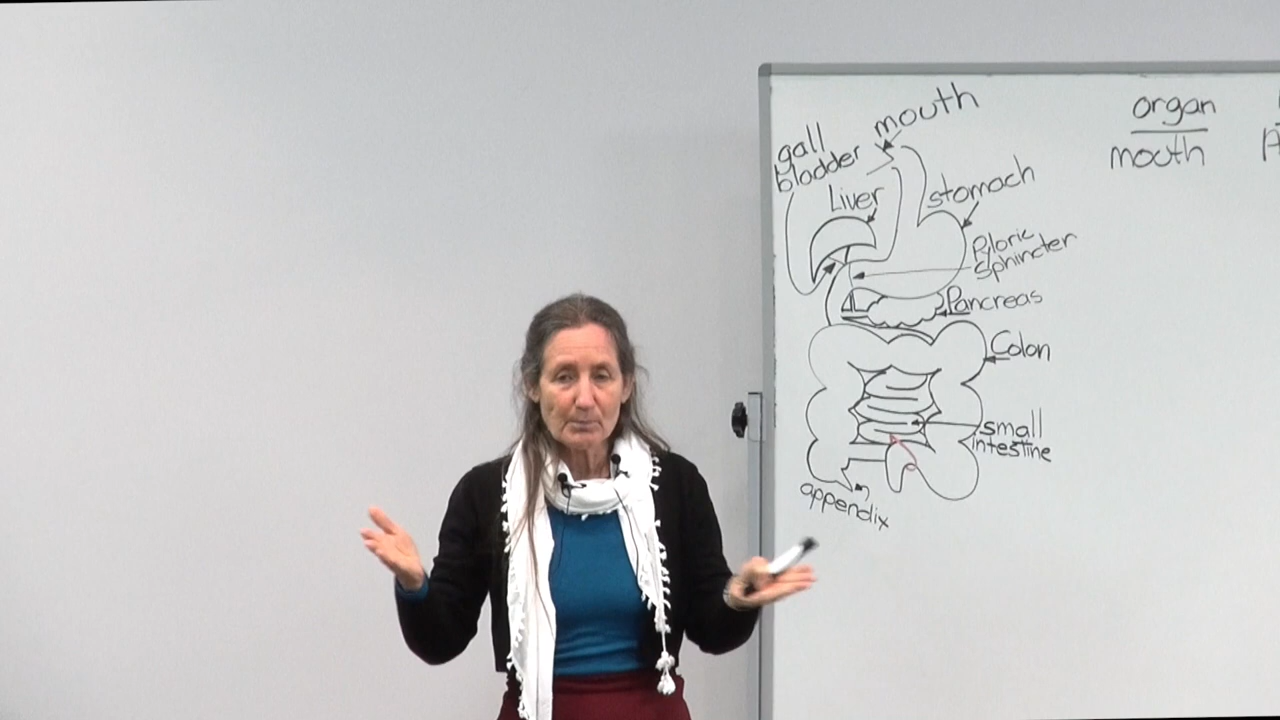 mouth
gall
bladder
Liver
stomach
Pyloric
Sphincter
Pancreas
Colon
small
intestine
appendix
organ
mouth